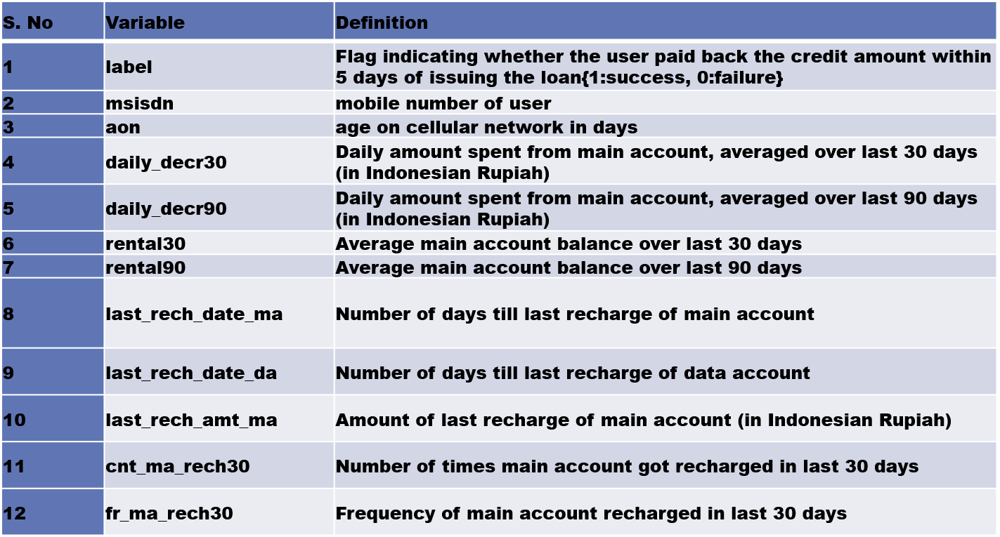 S. No Variable Definition
1 label Flag indicating whether the user paid back the credit amount within
5 days of issuing the loan{1:success, 0:failure}
2 msisdn mobile number of user
3 aon age on cellular network in days
4 daily_decr30 Daily amount spent from main account, averaged over last 30 days
(in Indonesian Rupiah)
5 daily_decr90 Daily amount spent from main account, averaged over last 90 days
(in Indonesian Rupiah)
6 rental30 Average main account balance over last 30 days
7 rental90 Average main account balance over last 90 days
8 last_rech_date_ma Number of days till last recharge of main account
9 last_rech_date_da Number of days till last recharge of data account
10 last_rech_amt_ma Amount of last recharge of main account (in Indonesian Rupiah)
11 cnt_ma_rech30 Number of times main account got recharged in last 30 days
12 fr_ma_rech30 Frequency of main account recharged in last 30 days